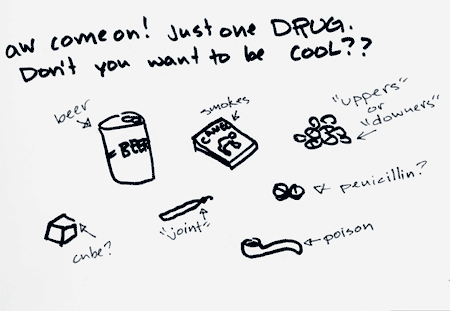 aw come on! Just one DRUG.
Don't you want to be COOL??
beer
BEER
smokes
CAMEL
"uppers"
or
"downers"
penicillin?
cube?
"joint"
poison